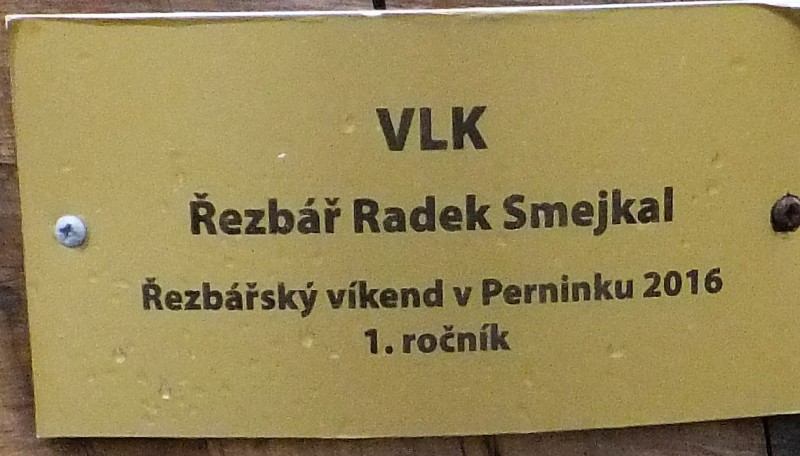 VLK
Řezbář Radek Smejkal
Řezbářský víkend v Perninku 2016
1. ročník